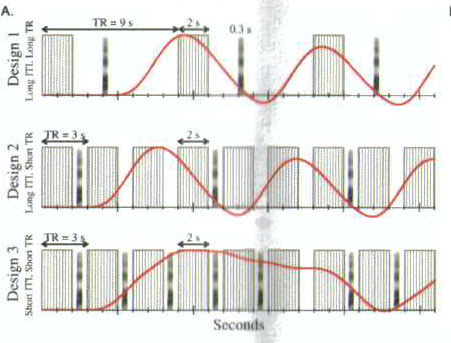 A.
TR = 9 s
2 s
0.3 s
Design 1
Long ITI, Long TR
TR = 3 s
2 s
Design 2
Long ITI, Short TR
TR = 3 s
2 s
Design 3
Short ITI, Short TR
Seconds